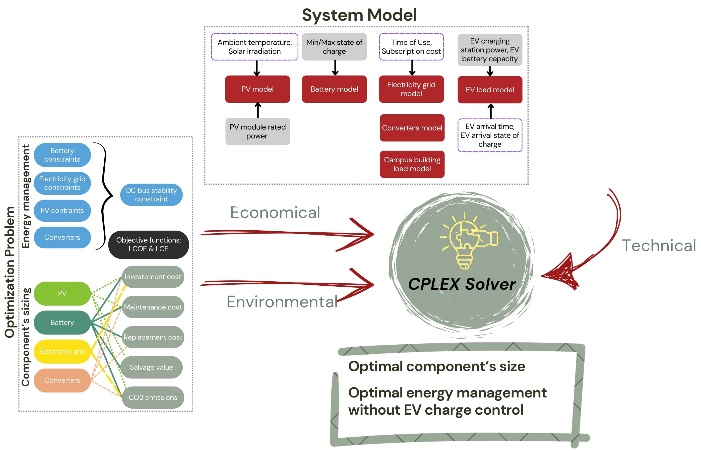 System Model
Ambient temperature,
Solar irradiation
Min/Max state of
charge
Time of Use,
Subscription cost
EV charging
station power, EV
battery capacity
PV model
Battery model
Electricity grid
model
EV load model
PV module rated
power
Converters model
EV arrival time,
EV arrival state of
charge
Campus building
load model
Optimization Problem
Energy management
Battery
constraints
Electricity grid
constraints
PV contraints
Converters
DC bus stability
constraint
Objective functions:
LCOE & LCE
Component's sizing
PV
Battery
Electricity grid
Converters
Investement cost
Maintenance cost
Replacement cost
Salvage value
CO2 emissions
Economical
Environmental
Technical
CPLEX Solver
Optimal component's size
Optimal energy management
without EV charge control